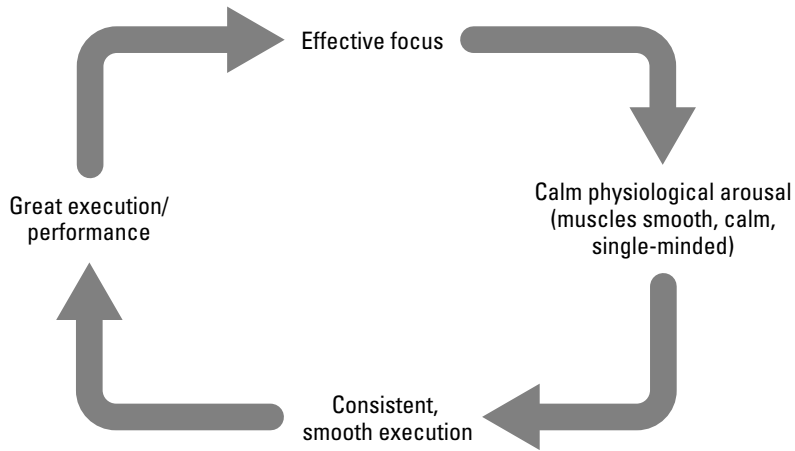 Effective focus
Calm physiological arousal
(muscles smooth, calm,
single-minded)
Consistent,
smooth execution
Great execution/
performance